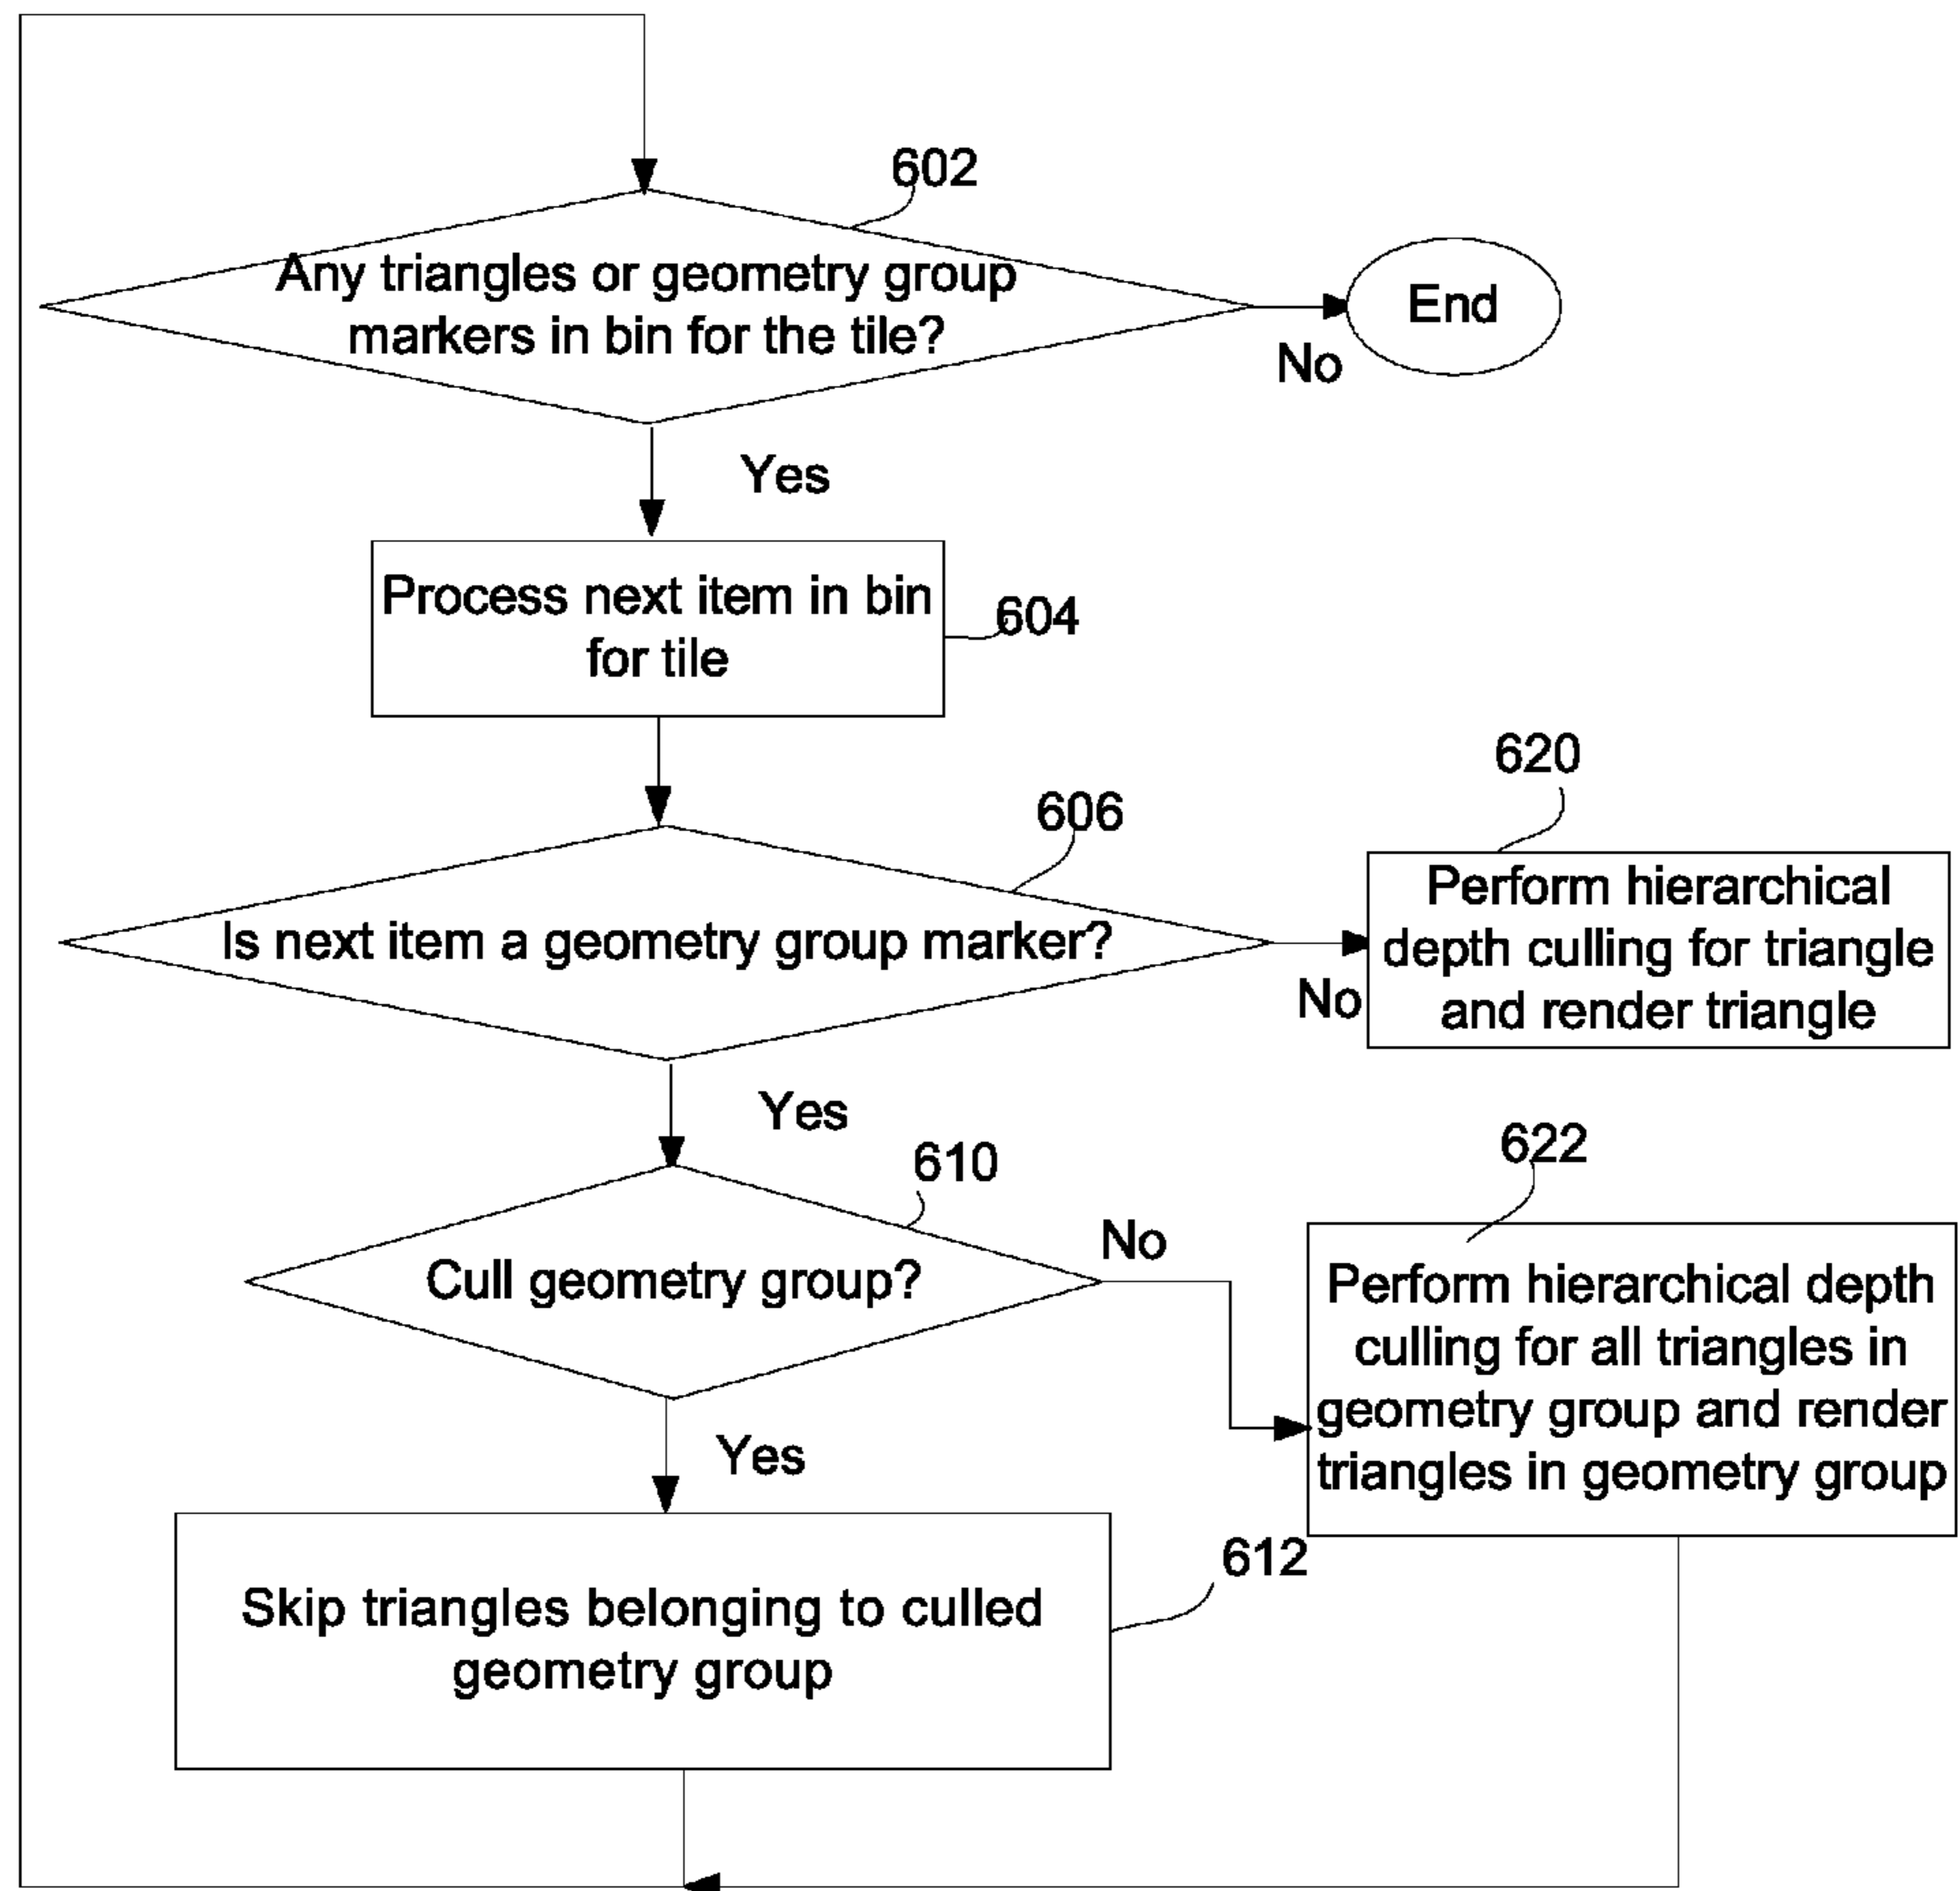 602
Any triangles or geometry group
markers in bin for the tile?
End
No
Yes
Process next item in bin
for tile
604
620
606
Perform hierarchical
depth culling for triangle
and render triangle
Is next item a geometry group marker?
No
Yes
622
610
No
Cull geometry group?
Perform hierarchical depth
culling for all triangles in
geometry group and render
triangles in geometry group
Yes
612
Skip triangles belonging to culled
geometry group